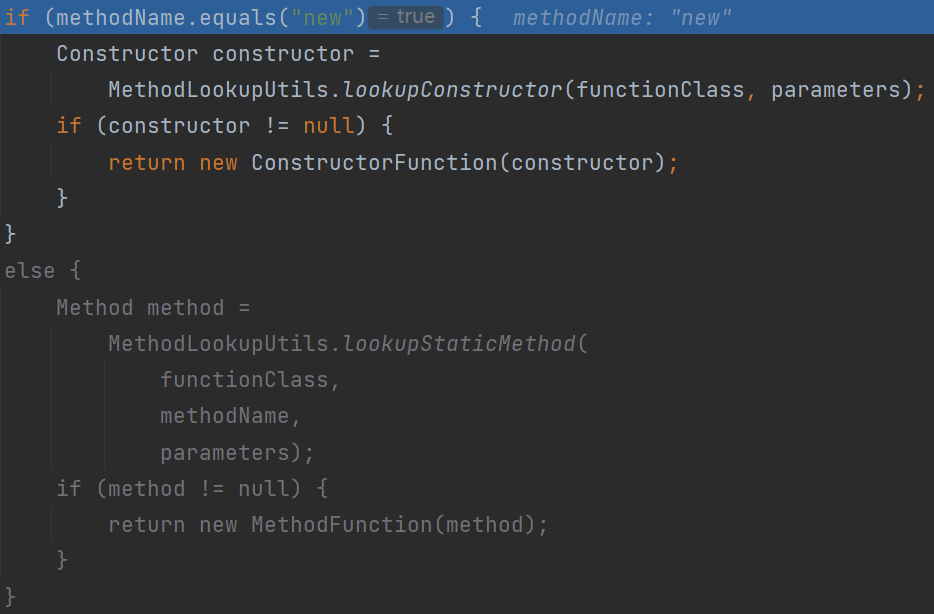 if (methodName.equals("new") = true ) {   methodName: "new"
    Constructor constructor =
        MethodLookupUtils.lookupConstructor(functionClass, parameters);
    if (constructor != null) {
        return new ConstructorFunction(constructor);
    }
}
else {
    Method method =
        MethodLookupUtils.lookupStaticMethod(
            functionClass,
            methodName,
            parameters);
    if (method != null) {
        return new MethodFunction(method);
    }
}